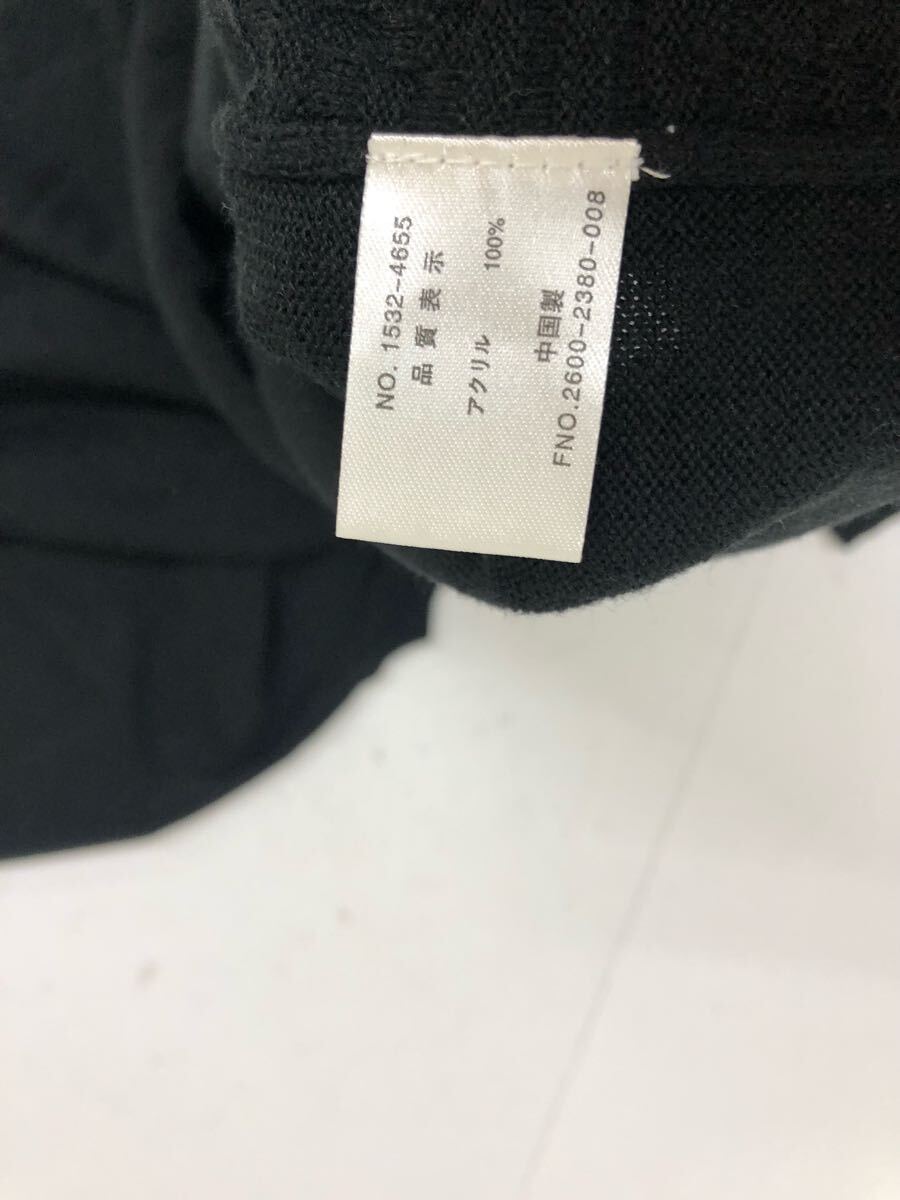 NO. 1532-4655
品 質 表 示
アクリル 100%
中国製
FNO.2600-2380-008